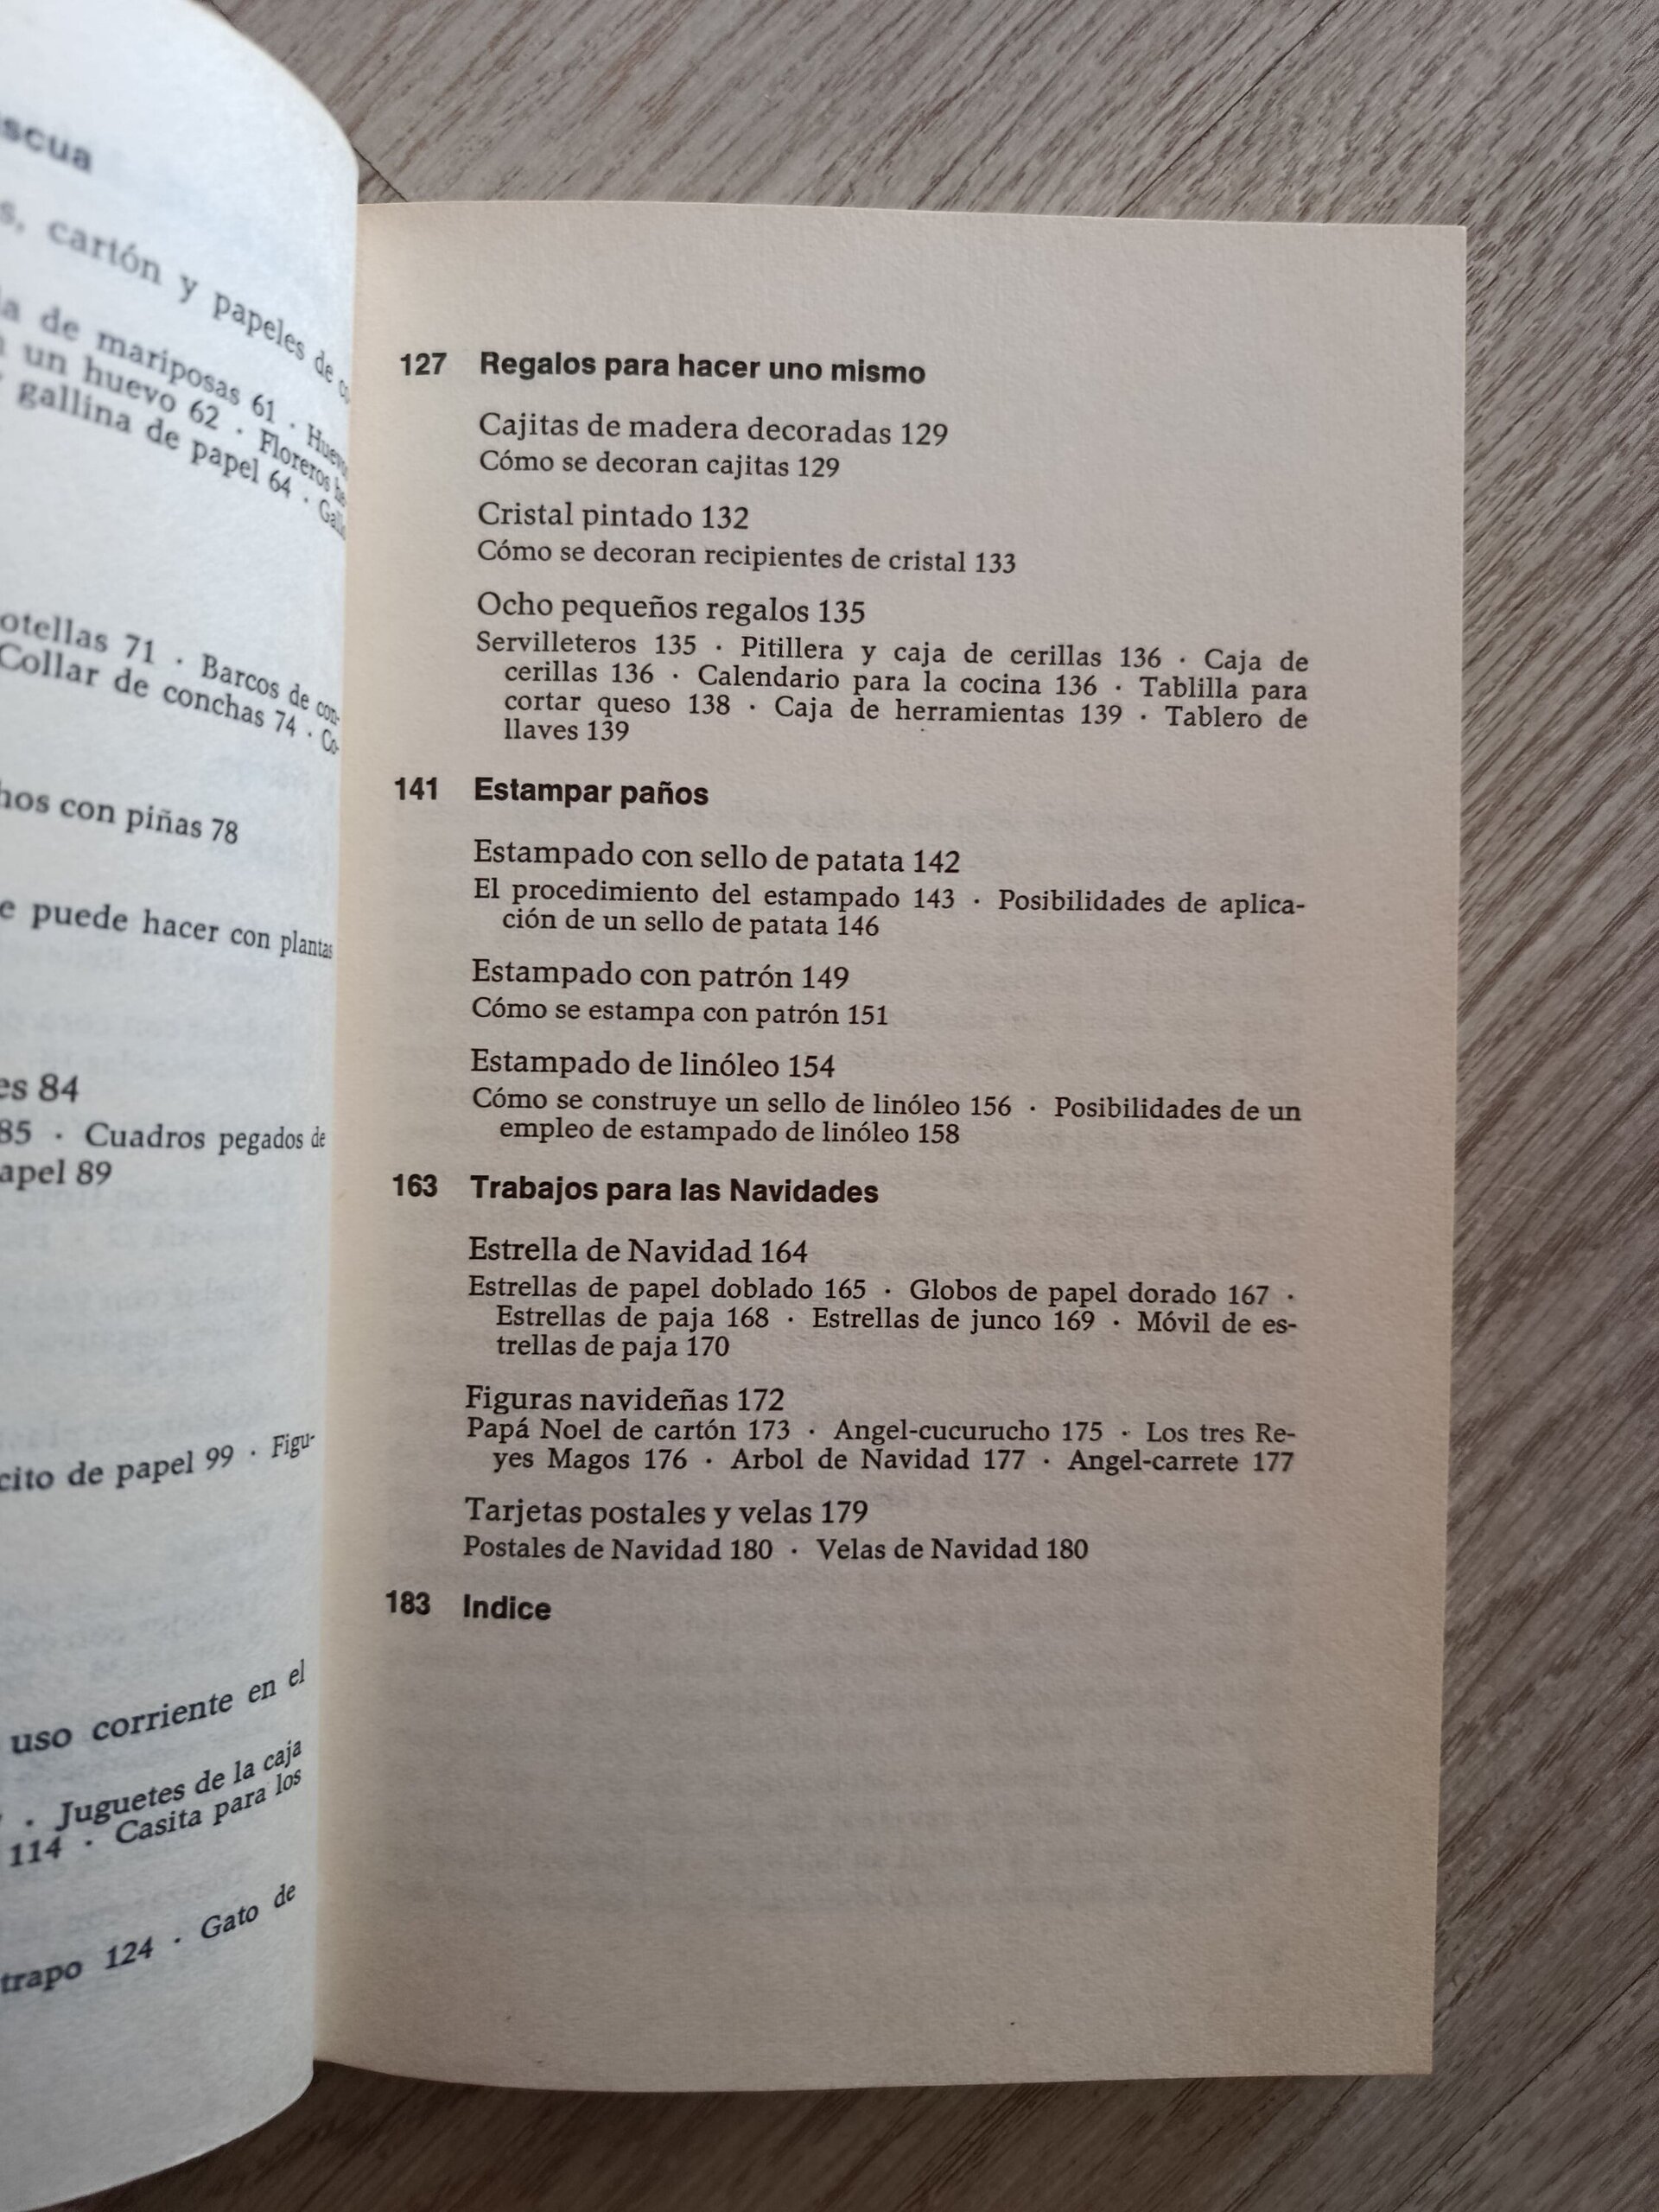 scua
s, cartón y papeles de
a de mariposas 61 · Huevo
un huevo 62 · Floreros he-
gallina de papel 64 · Gall
otellas 71 · Barcos de con-
Collar de conchas 74 · Co-
hos con piñas 78
e puede hacer con plantas
es 84
85 · Cuadros pegados de
apel 89
cito de papel 99 · Figu-
uso corriente en el
· Juguetes de la caja
114 · Casita para los
trapo 124 · Gato de
127 Regalos para hacer uno mismo
Cajitas de madera decoradas 129
Cómo se decoran cajitas 129
Cristal pintado 132
Cómo se decoran recipientes de cristal 133
Ocho pequeños regalos 135
Servilleteros 135 · Pitillera y caja de cerillas 136 · Caja de
cerillas 136 · Calendario para la cocina 136 · Tablilla para
cortar queso 138 · Caja de herramientas 139 · Tablero de
llaves 139
141 Estampar paños
Estampado con sello de patata 142
El procedimiento del estampado 143 · Posibilidades de aplica-
ción de un sello de patata 146
Estampado con patrón 149
Cómo se estampa con patrón 151
Estampado de linóleo 154
Cómo se construye un sello de linóleo 156 · Posibilidades de un
empleo de estampado de linóleo 158
163 Trabajos para las Navidades
Estrella de Navidad 164
Estrellas de papel doblado 165 · Globos de papel dorado 167 ·
Estrellas de paja 168 · Estrellas de junco 169 · Móvil de es-
trellas de paja 170
Figuras navideñas 172
Papá Noel de cartón 173 · Angel-cucurucho 175 · Los tres Re-
yes Magos 176 · Arbol de Navidad 177 · Angel-carrete 177
Tarjetas postales y velas 179
Postales de Navidad 180 · Velas de Navidad 180
183 Indice